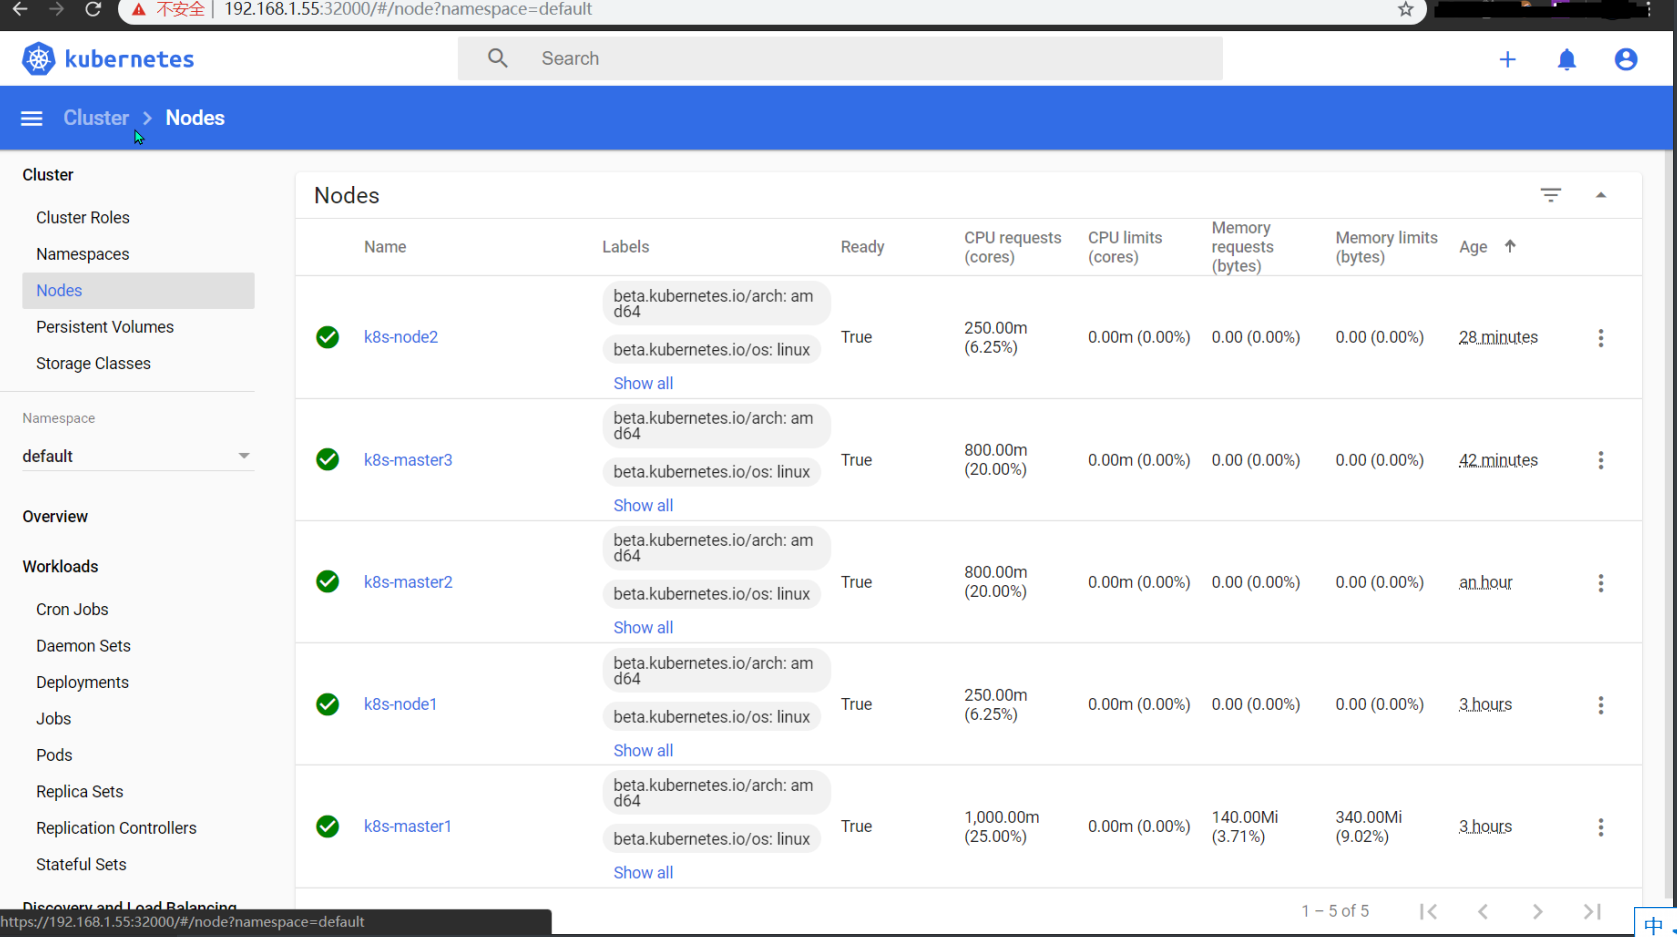 不安全 | 192.168.1.55:32000/#/node?namespace=default
kubernetes
Search
Cluster > Nodes
Cluster
Cluster Roles
Namespaces
Nodes
Persistent Volumes
Storage Classes
Namespace
default
Overview
Workloads
Cron Jobs
Daemon Sets
Deployments
Jobs
Pods
Replica Sets
Replication Controllers
Stateful Sets
Discovery and Load Balancing
https://192.168.1.55:32000/#/node?namespace=default
Nodes
Name
Labels
Ready
CPU requests
(cores)
CPU limits
(cores)
Memory
requests
(bytes)
Memory limits
(bytes)
Age
k8s-node2
beta.kubernetes.io/arch: am
d64
beta.kubernetes.io/os: linux
Show all
True
250.00m
(6.25%)
0.00m (0.00%)
0.00 (0.00%)
0.00 (0.00%)
28 minutes
k8s-master3
beta.kubernetes.io/arch: am
d64
beta.kubernetes.io/os: linux
Show all
True
800.00m
(20.00%)
0.00m (0.00%)
0.00 (0.00%)
0.00 (0.00%)
42 minutes
k8s-master2
beta.kubernetes.io/arch: am
d64
beta.kubernetes.io/os: linux
Show all
True
800.00m
(20.00%)
0.00m (0.00%)
0.00 (0.00%)
0.00 (0.00%)
an hour
k8s-node1
beta.kubernetes.io/arch: am
d64
beta.kubernetes.io/os: linux
Show all
True
250.00m
(6.25%)
0.00m (0.00%)
0.00 (0.00%)
0.00 (0.00%)
3 hours
k8s-master1
beta.kubernetes.io/arch: am
d64
beta.kubernetes.io/os: linux
Show all
True
1,000.00m
(25.00%)
0.00m (0.00%)
140.00Mi
(3.71%)
340.00Mi
(9.02%)
3 hours
1 – 5 of 5
中